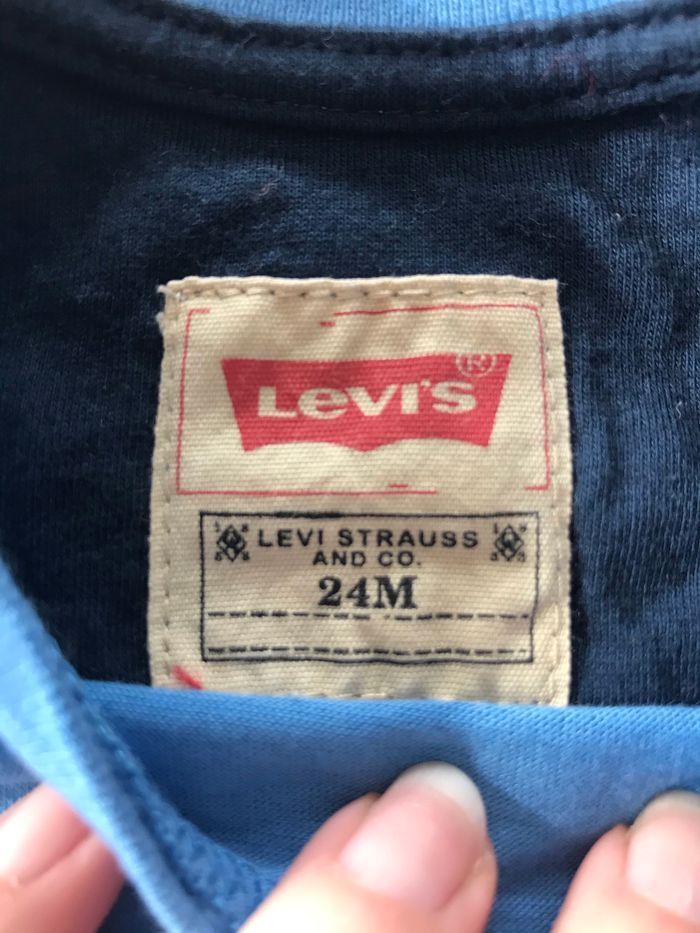 Levi's®
LEVI STRAUSS
AND CO.
24M